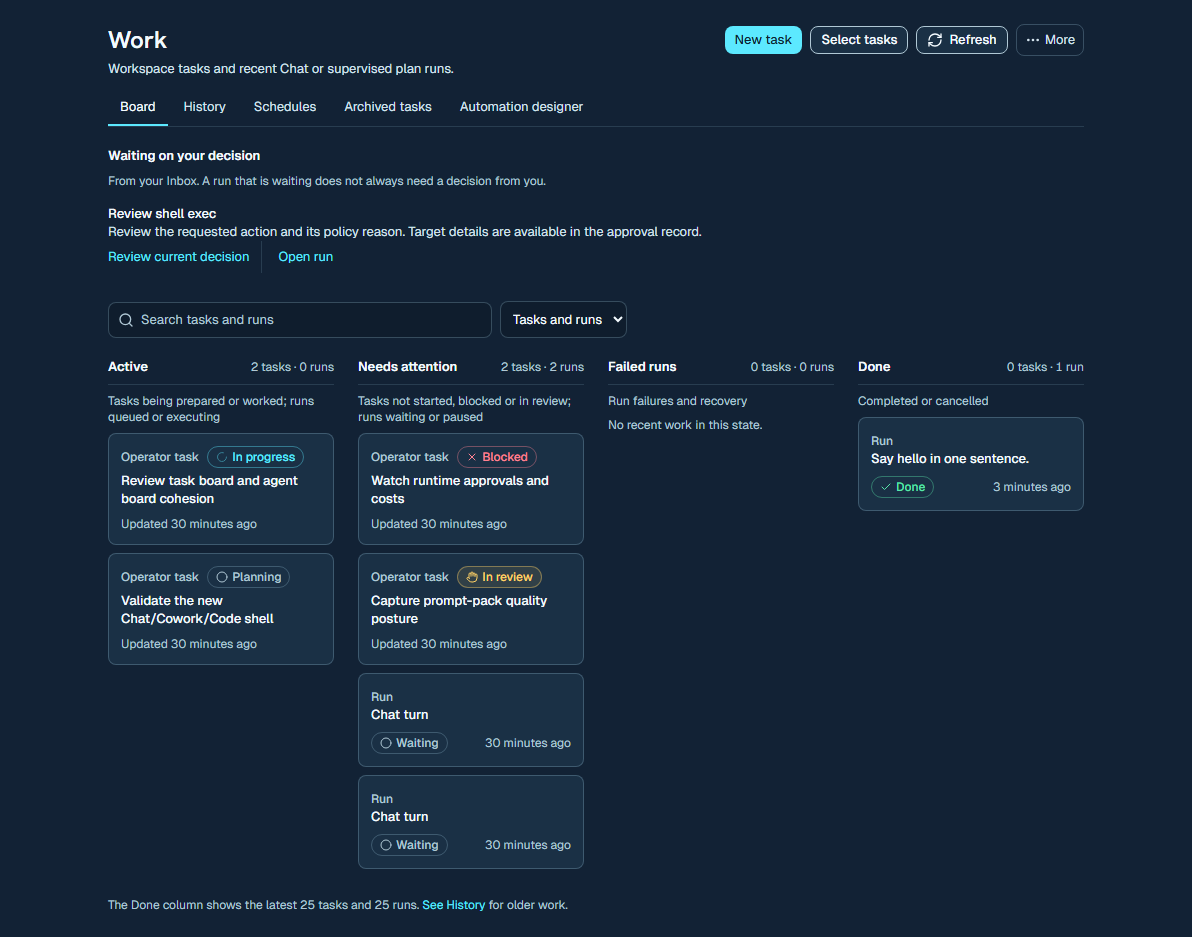 Work
New task
Select tasks
Refresh
More
Workspace tasks and recent Chat or supervised plan runs.
Board
History
Schedules
Archived tasks
Automation designer
Waiting on your decision
From your Inbox. A run that is waiting does not always need a decision from you.
Review shell exec
Review the requested action and its policy reason. Target details are available in the approval record.
Review current decision
Open run
Search tasks and runs
Tasks and runs
Active
2 tasks · 0 runs
Tasks being prepared or worked; runs
queued or executing
Operator task
In progress
Review task board and agent
board cohesion
Updated 30 minutes ago
Operator task
Planning
Validate the new
Chat/Cowork/Code shell
Updated 30 minutes ago
Needs attention
2 tasks · 2 runs
Tasks not started, blocked or in review;
runs waiting or paused
Operator task
Blocked
Watch runtime approvals and
costs
Updated 30 minutes ago
Operator task
In review
Capture prompt-pack quality
posture
Updated 30 minutes ago
Run
Chat turn
Waiting
30 minutes ago
Run
Chat turn
Waiting
30 minutes ago
Failed runs
0 tasks · 0 runs
Run failures and recovery
No recent work in this state.
Done
0 tasks · 1 run
Completed or cancelled
Run
Say hello in one sentence.
Done
3 minutes ago
The Done column shows the latest 25 tasks and 25 runs. See History for older work.